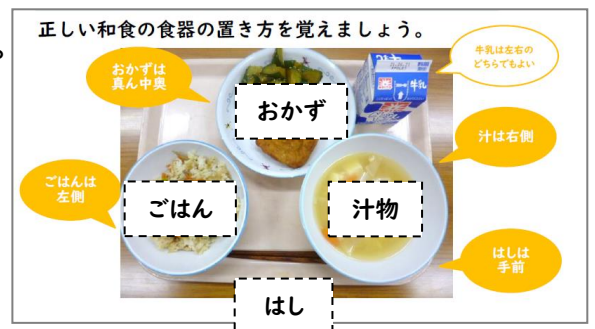 正しい和食の食器の置き方を覚えましょう。
おかずは
真ん中奥
牛乳は左右の
どちらでもよい
おかず
牛乳
汁は右側
ごはんは
左側
ごはん
汁物
はしは
手前
はし